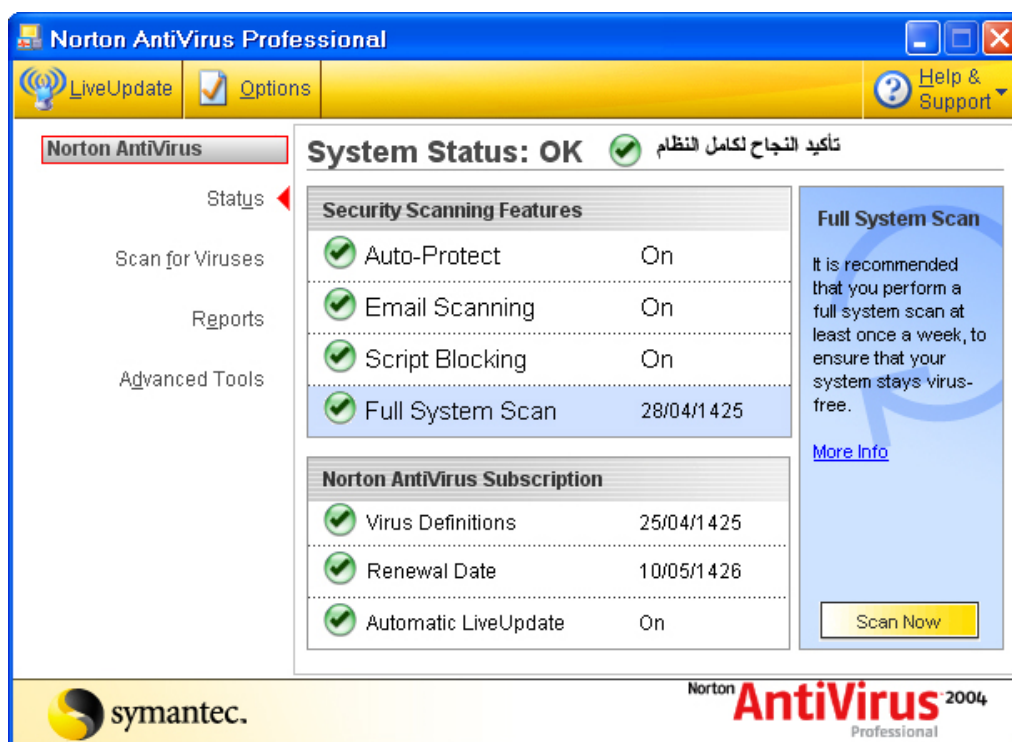 Norton AntiVirus Professional
LiveUpdate
Options
Help &
Support
Norton AntiVirus
Status
Scan for Viruses
Reports
Advanced Tools
System Status: OK
تأكيد النجاح لكامل النظام
Security Scanning Features
Auto-Protect On
Email Scanning On
Script Blocking On
Full System Scan 28/04/1425
Norton AntiVirus Subscription
Virus Definitions 25/04/1425
Renewal Date 10/05/1426
Automatic LiveUpdate On
Full System Scan
It is recommended
that you perform a
full system scan at
least once a week, to
ensure that your
system stays virus-
free.
More Info
Scan Now
symantec.
Norton AntiVirus 2004
Professional